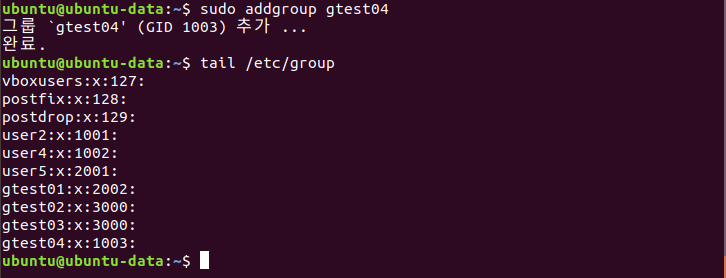 ubuntu@ubuntu-data:~$ sudo addgroup gtest04
그룹 `gtest04' (GID 1003) 추가 ...
완료.
ubuntu@ubuntu-data:~$ tail /etc/group
vboxusers:x:127:
postfix:x:128:
postdrop:x:129:
user2:x:1001:
user4:x:1002:
user5:x:2001:
gtest01:x:2002:
gtest02:x:3000:
gtest03:x:3000:
gtest04:x:1003:
ubuntu@ubuntu-data:~$